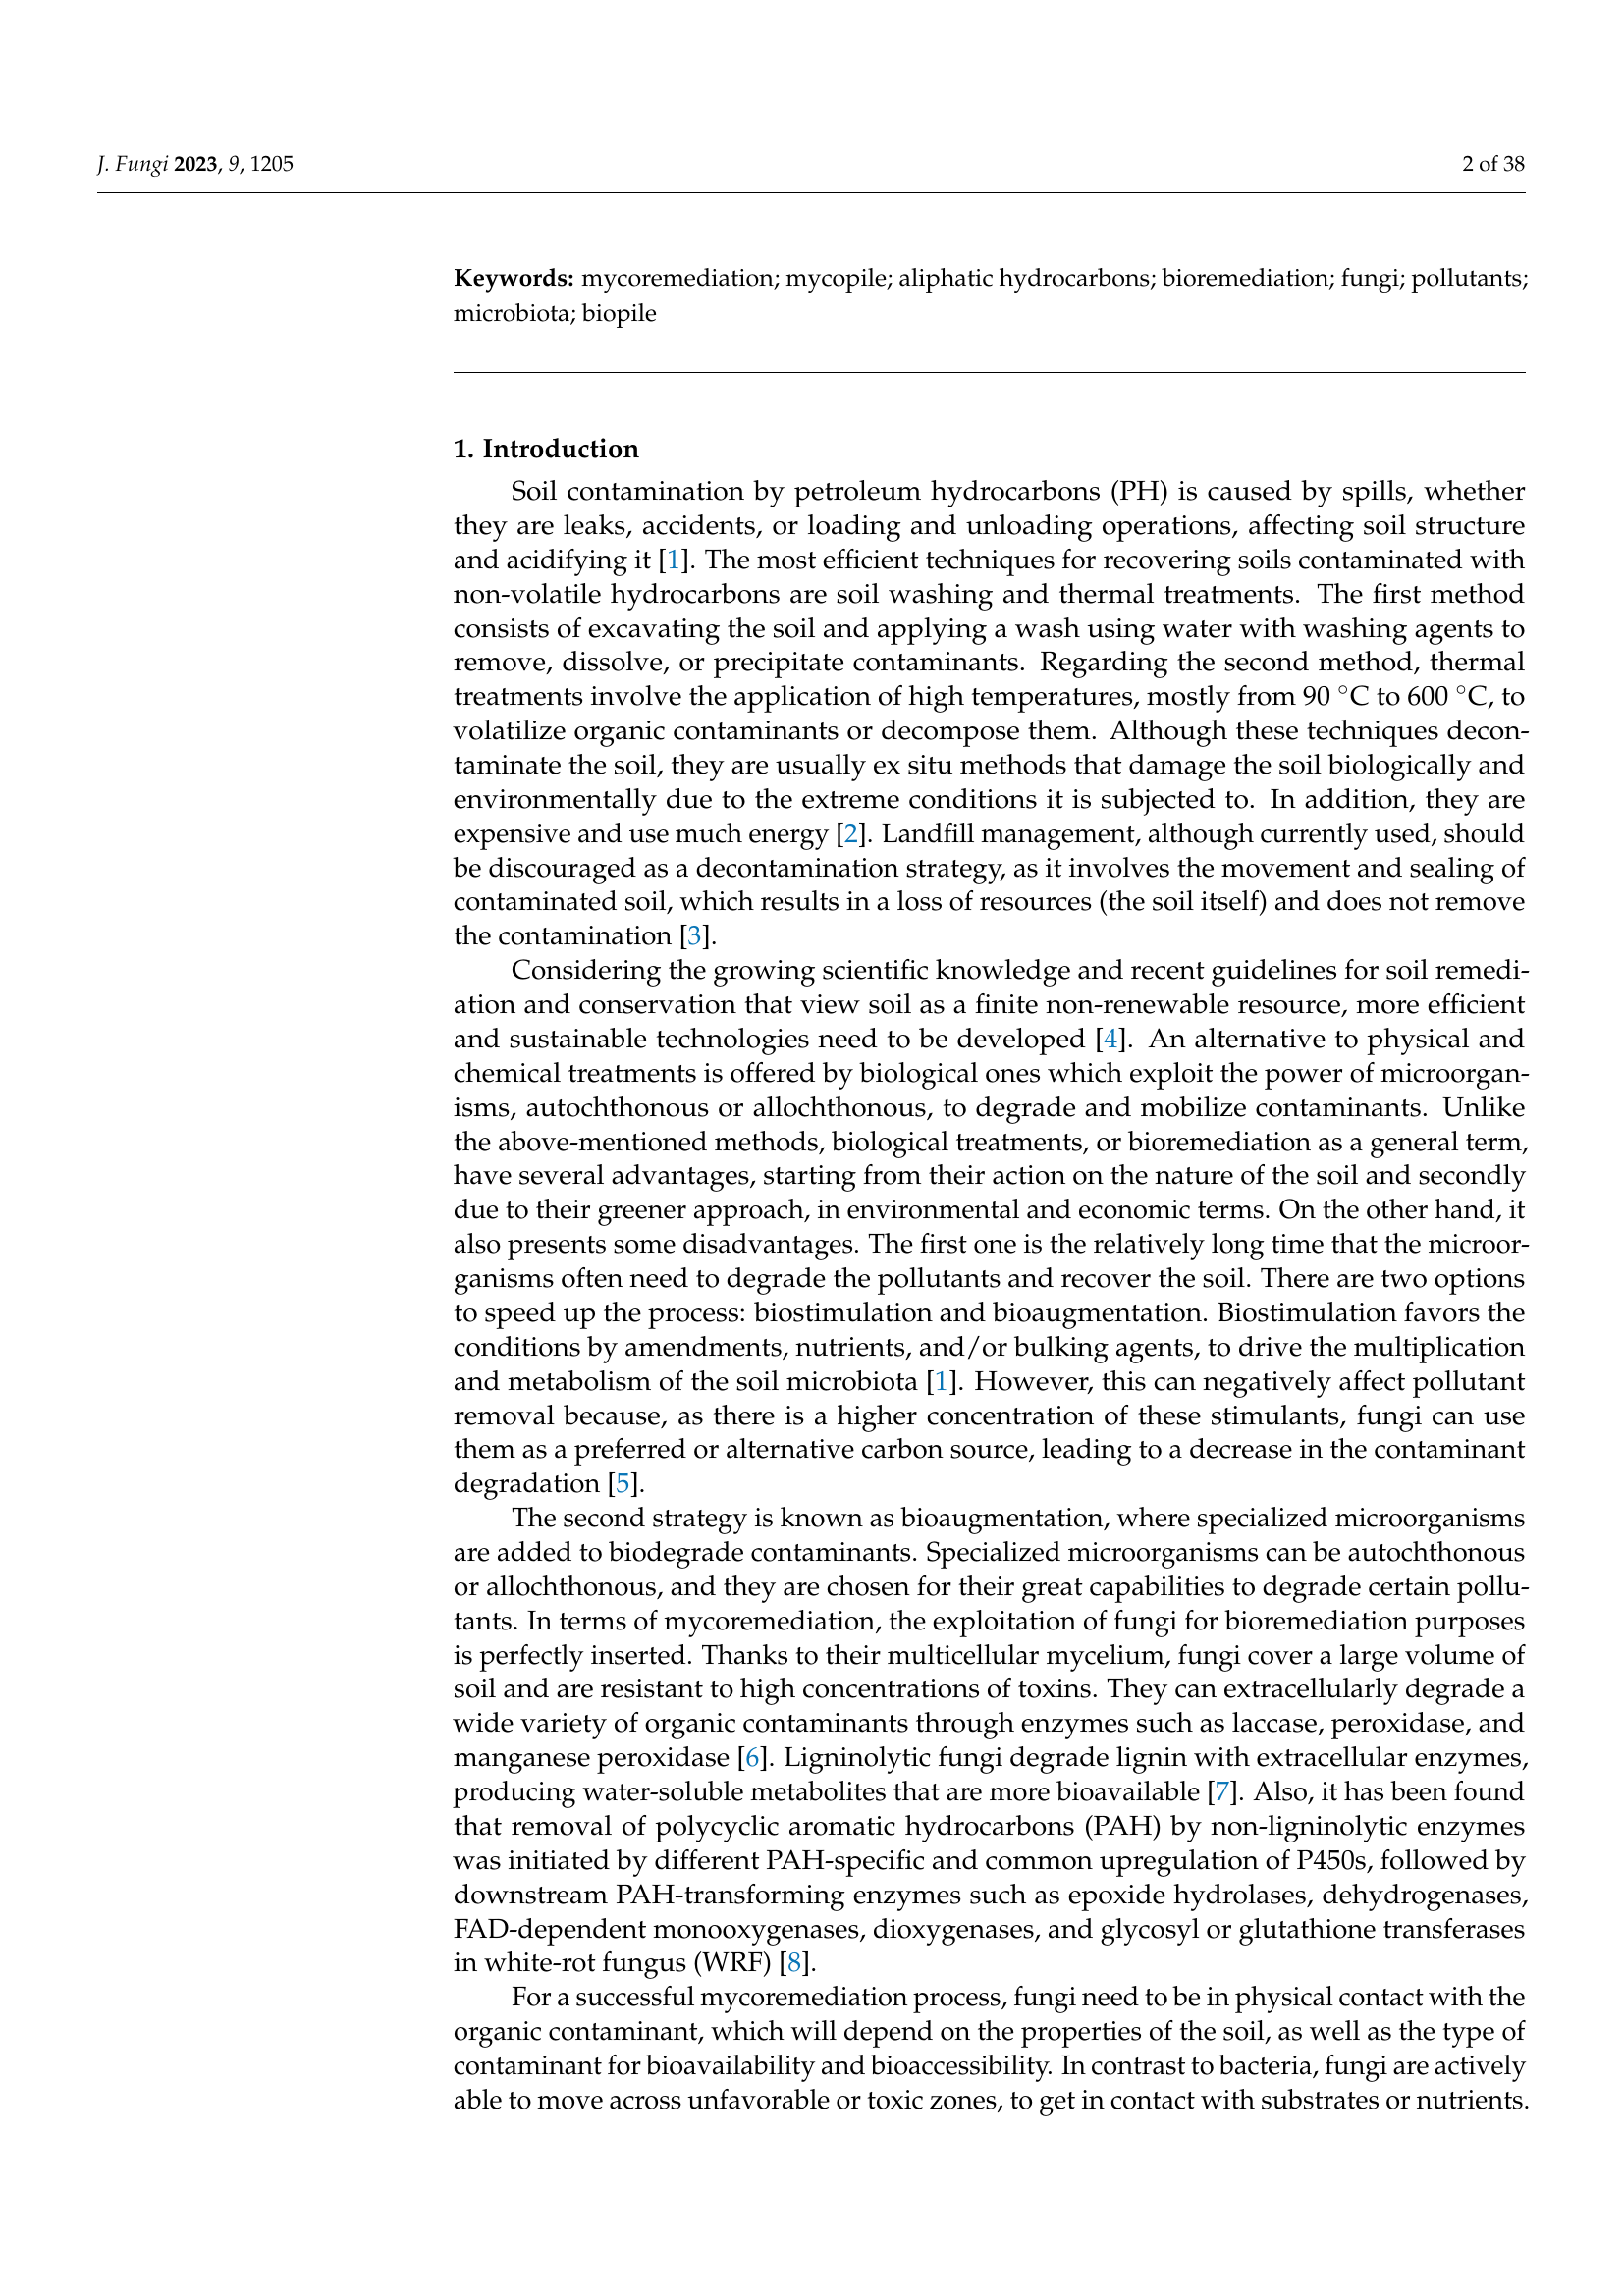 J. Fungi 2023, 9, 1205
2 of 38
Keywords: mycoremediation; mycopile; aliphatic hydrocarbons; bioremediation; fungi; pollutants;
microbiota; biopile
1. Introduction
Soil contamination by petroleum hydrocarbons (PH) is caused by spills, whether
they are leaks, accidents, or loading and unloading operations, affecting soil structure
and acidifying it [1]. The most efficient techniques for recovering soils contaminated with
non-volatile hydrocarbons are soil washing and thermal treatments. The first method
consists of excavating the soil and applying a wash using water with washing agents to
remove, dissolve, or precipitate contaminants. Regarding the second method, thermal
treatments involve the application of high temperatures, mostly from 90 °C to 600 °C, to
volatilize organic contaminants or decompose them. Although these techniques decon-
taminate the soil, they are usually ex situ methods that damage the soil biologically and
environmentally due to the extreme conditions it is subjected to. In addition, they are
expensive and use much energy [2]. Landfill management, although currently used, should
be discouraged as a decontamination strategy, as it involves the movement and sealing of
contaminated soil, which results in a loss of resources (the soil itself) and does not remove
the contamination [3].
Considering the growing scientific knowledge and recent guidelines for soil remedi-
ation and conservation that view soil as a finite non-renewable resource, more efficient
and sustainable technologies need to be developed [4]. An alternative to physical and
chemical treatments is offered by biological ones which exploit the power of microorgan-
isms, autochthonous or allochthonous, to degrade and mobilize contaminants. Unlike
the above-mentioned methods, biological treatments, or bioremediation as a general term,
have several advantages, starting from their action on the nature of the soil and secondly
due to their greener approach, in environmental and economic terms. On the other hand, it
also presents some disadvantages. The first one is the relatively long time that the microor-
ganisms often need to degrade the pollutants and recover the soil. There are two options
to speed up the process: biostimulation and bioaugmentation. Biostimulation favors the
conditions by amendments, nutrients, and/or bulking agents, to drive the multiplication
and metabolism of the soil microbiota [1]. However, this can negatively affect pollutant
removal because, as there is a higher concentration of these stimulants, fungi can use
them as a preferred or alternative carbon source, leading to a decrease in the contaminant
degradation [5].
The second strategy is known as bioaugmentation, where specialized microorganisms
are added to biodegrade contaminants. Specialized microorganisms can be autochthonous
or allochthonous, and they are chosen for their great capabilities to degrade certain pollu-
tants. In terms of mycoremediation, the exploitation of fungi for bioremediation purposes
is perfectly inserted. Thanks to their multicellular mycelium, fungi cover a large volume of
soil and are resistant to high concentrations of toxins. They can extracellularly degrade a
wide variety of organic contaminants through enzymes such as laccase, peroxidase, and
manganese peroxidase [6]. Ligninolytic fungi degrade lignin with extracellular enzymes,
producing water-soluble metabolites that are more bioavailable [7]. Also, it has been found
that removal of polycyclic aromatic hydrocarbons (PAH) by non-ligninolytic enzymes
was initiated by different PAH-specific and common upregulation of P450s, followed by
downstream PAH-transforming enzymes such as epoxide hydrolases, dehydrogenases,
FAD-dependent monooxygenases, dioxygenases, and glycosyl or glutathione transferases
in white-rot fungus (WRF) [8].
For a successful mycoremediation process, fungi need to be in physical contact with the
organic contaminant, which will depend on the properties of the soil, as well as the type of
contaminant for bioavailability and bioaccessibility. In contrast to bacteria, fungi are actively
able to move across unfavorable or toxic zones, to get in contact with substrates or nutrients.